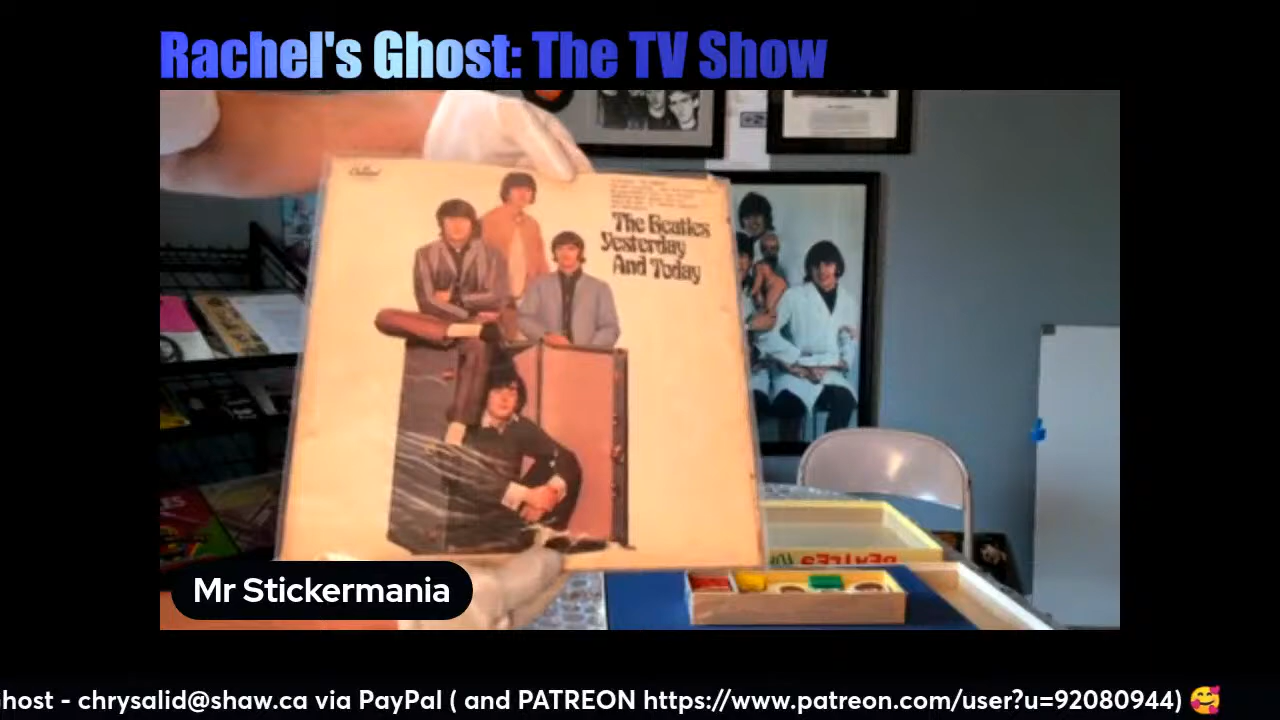 Rachel's Ghost: The TV Show
The Beatles
Yesterday
And Today
Mr Stickermania
host - chrysalid@shaw.ca via PayPal ( and PATREON https://www.patreon.com/user?u=92080944) 🥰